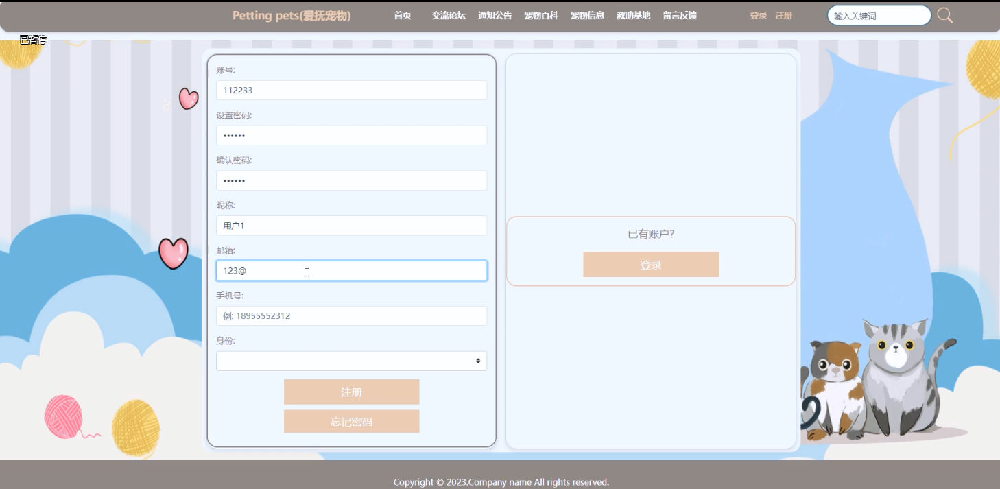 Petting pets(爱抚宠物) 首页 交流论坛 通知公告 宠物百科 宠物信息 救助基地 留言反馈 登录 注册 输入关键词
已暂停
账号:
112233
设置密码:
••••••
确认密码:
••••••
昵称:
用户1
邮箱:
123@
手机号:
例: 18955552312
身份:
注册
忘记密码
已有账户?
登录
Copyright © 2023.Company name All rights reserved.